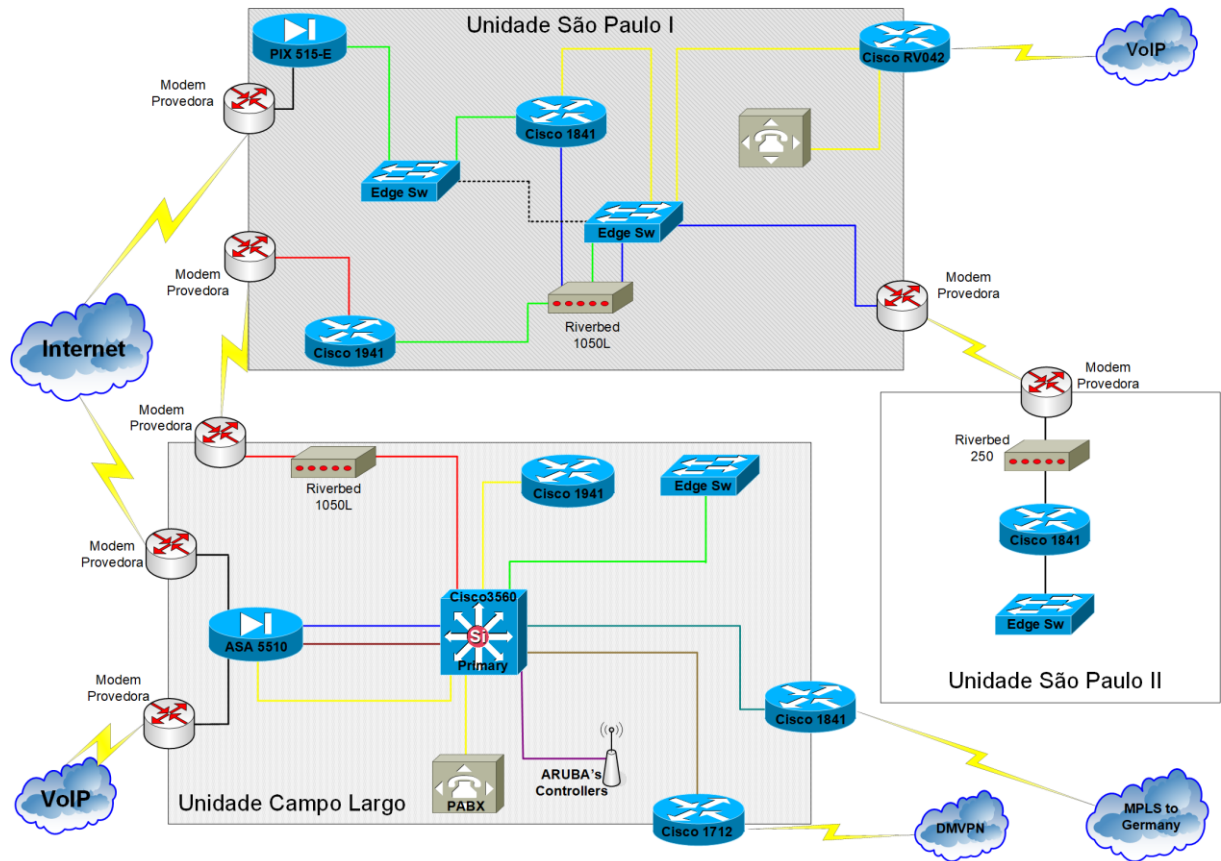 Unidade São Paulo I
PIX 515-E
Cisco RV042
VoIP
Modem
Provedora
Cisco 1841
Edge Sw
Edge Sw
Modem
Provedora
Modem
Provedora
Internet
Cisco 1941
Riverbed
1050L
Modem
Provedora
Modem
Provedora
Riverbed
1050L
Cisco 1941
Edge Sw
Riverbed
250
Cisco 1841
Edge Sw
Unidade São Paulo II
Modem
Provedora
ASA 5510
Cisco3560
Si
Primary
Modem
Provedora
Cisco 1841
VoIP
PABX
ARUBA's
Controllers
Unidade Campo Largo
Cisco 1712
DMVPN
MPLS to
Germany